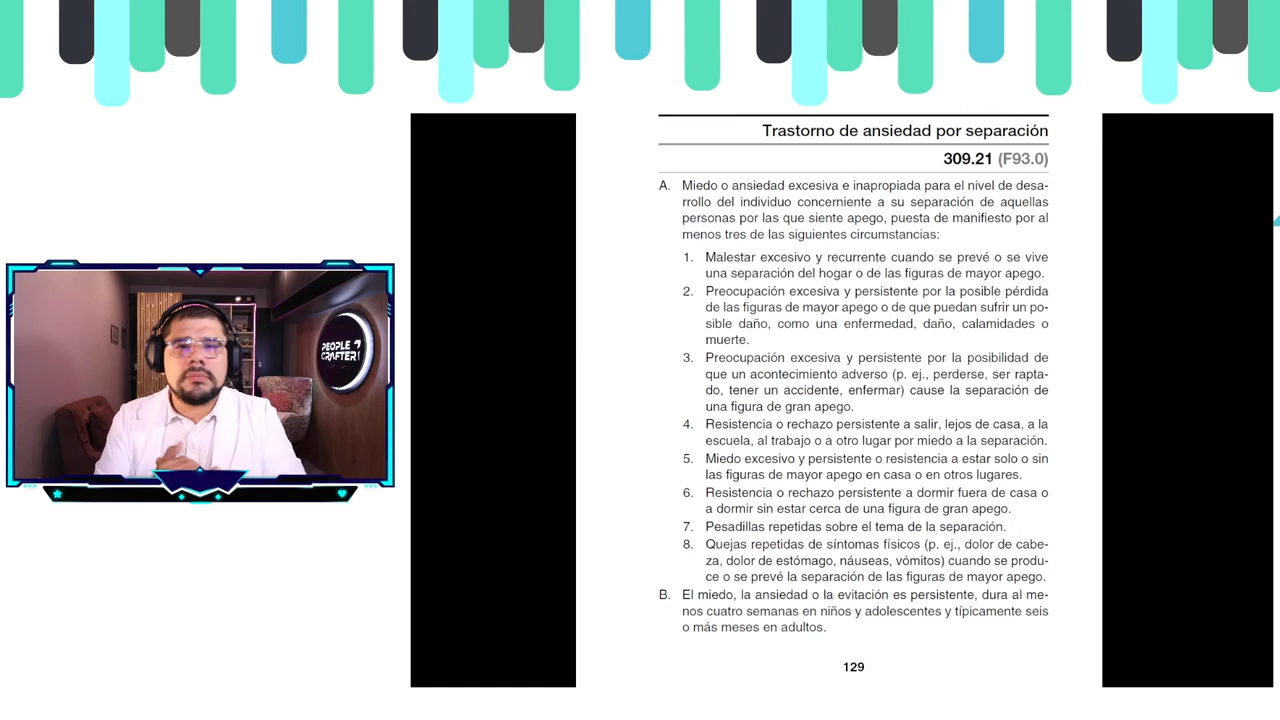 PEOPLE
CRAFTER
Trastorno de ansiedad por separación
309.21 (F93.0)
A. Miedo o ansiedad excesiva e inapropiada para el nivel de desa-
rrollo del individuo concerniente a su separación de aquellas
personas por las que siente apego, puesta de manifiesto por al
menos tres de las siguientes circunstancias:
1. Malestar excesivo y recurrente cuando se prevé o se vive
una separación del hogar o de las figuras de mayor apego.
2. Preocupación excesiva y persistente por la posible pérdida
de las figuras de mayor apego o de que puedan sufrir un po-
sible daño, como una enfermedad, daño, calamidades o
muerte.
3. Preocupación excesiva y persistente por la posibilidad de
que un acontecimiento adverso (p. ej., perderse, ser rapta-
do, tener un accidente, enfermar) cause la separación de
una figura de gran apego.
4. Resistencia o rechazo persistente a salir, lejos de casa, a la
escuela, al trabajo o a otro lugar por miedo a la separación.
5. Miedo excesivo y persistente o resistencia a estar solo o sin
las figuras de mayor apego en casa o en otros lugares.
6. Resistencia o rechazo persistente a dormir fuera de casa o
a dormir sin estar cerca de una figura de gran apego.
7. Pesadillas repetidas sobre el tema de la separación.
8. Quejas repetidas de síntomas físicos (p. ej., dolor de cabe-
za, dolor de estómago, náuseas, vómitos) cuando se produ-
ce o se prevé la separación de las figuras de mayor apego.
B. El miedo, la ansiedad o la evitación es persistente, dura al me-
nos cuatro semanas en niños y adolescentes y típicamente seis
o más meses en adultos.
129